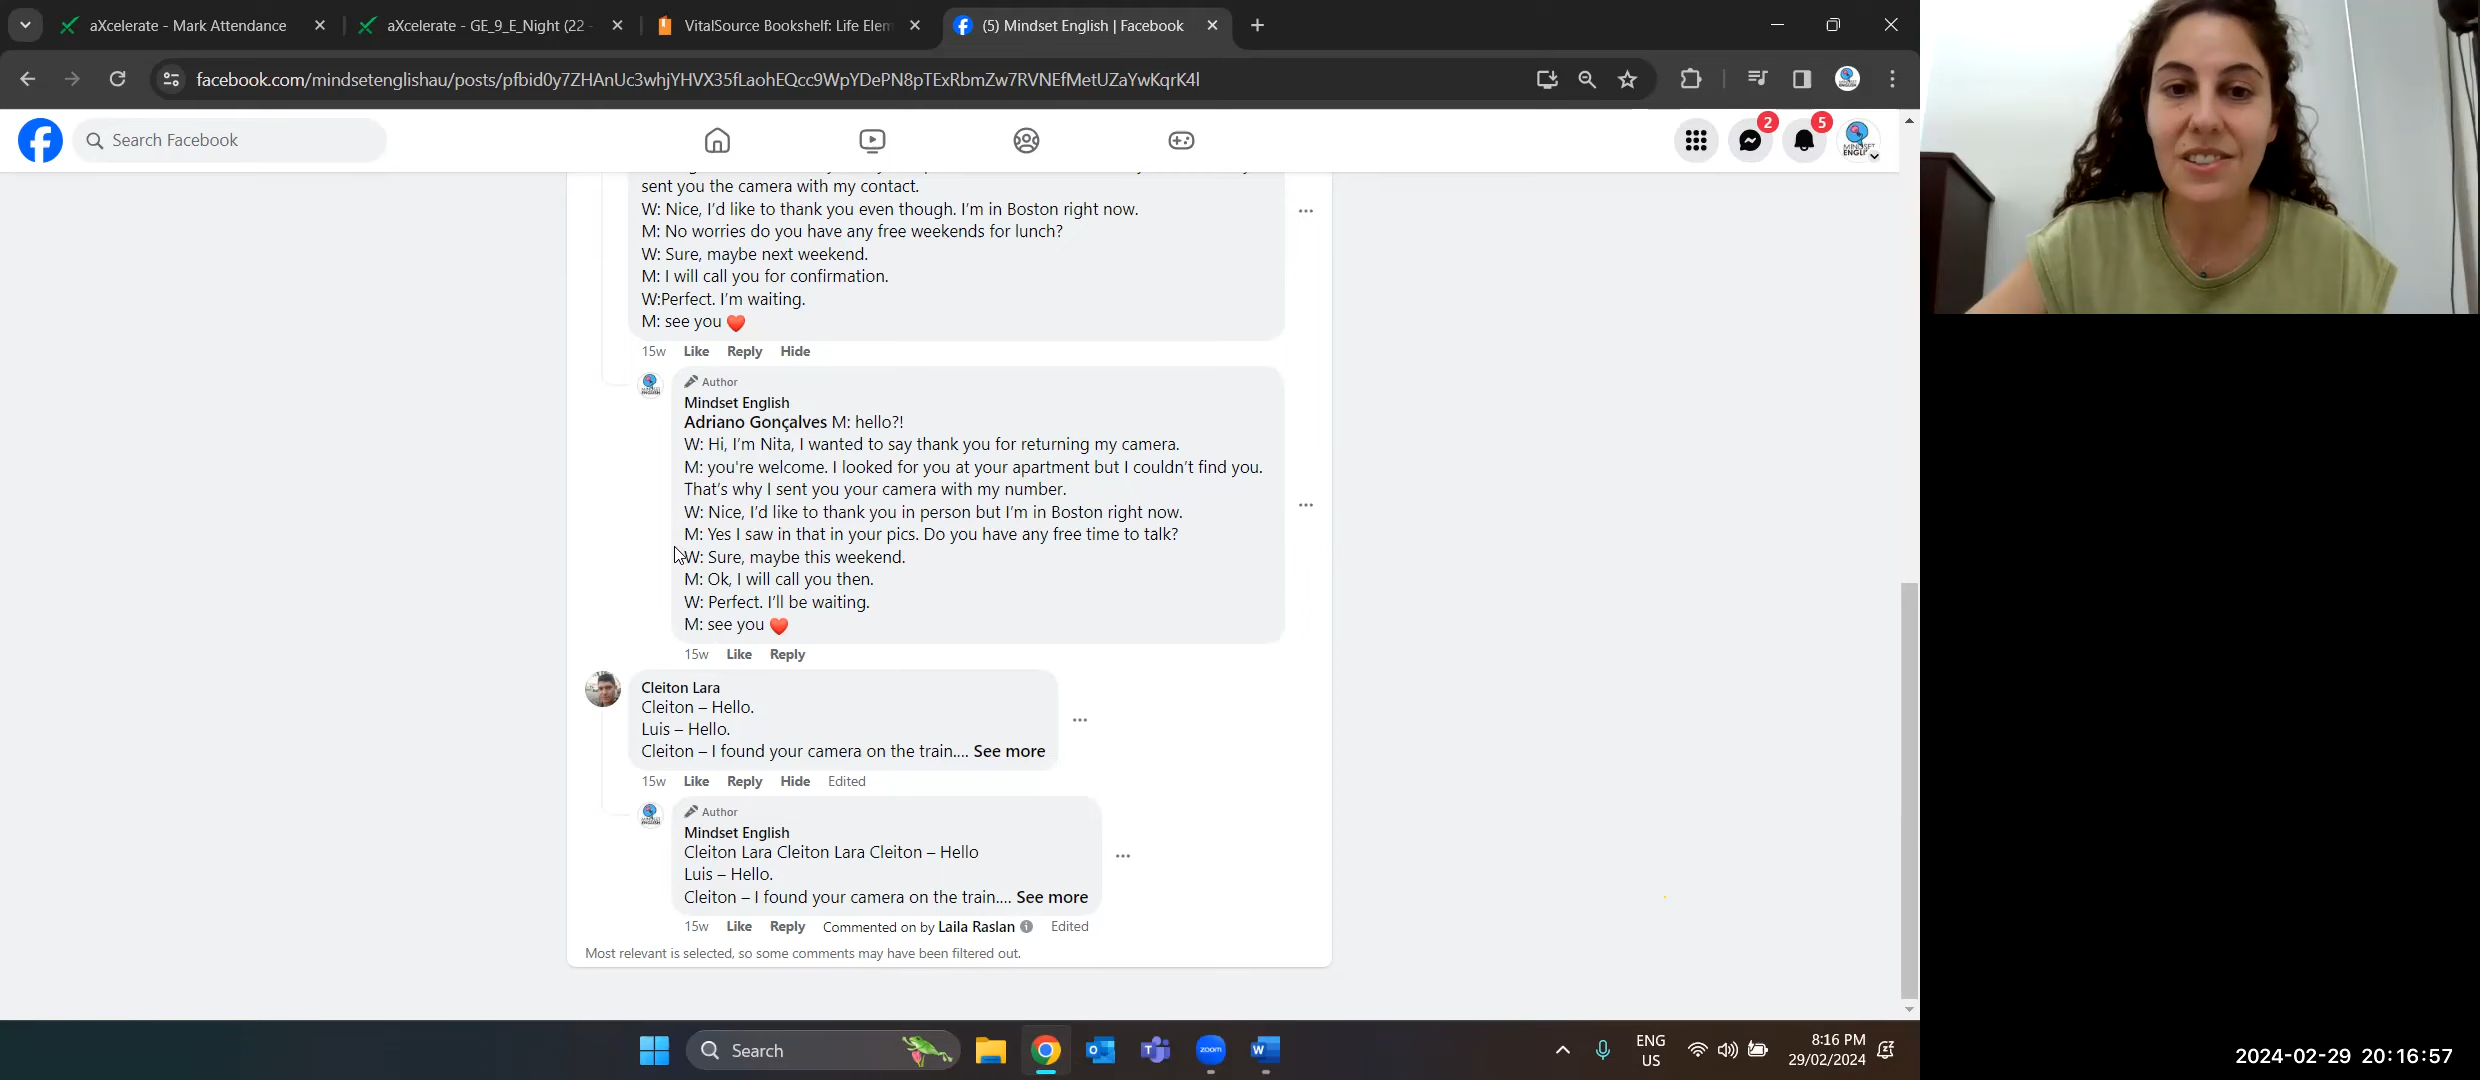 aXcelerate - Mark Attendance
aXcelerate - GE_9_E_Night (22 -
VitalSource Bookshelf: Life Elem
(5) Mindset English | Facebook
facebook.com/mindsetenglishau/posts/pfbid0y7ZHAnUc3whjYHVX35fLaohEQcc9WpYDePN8pTExRbmZw7RVNEfMetUZaYwKqrK4l
Search Facebook
2
5
sent you the camera with my contact.
W: Nice, I'd like to thank you even though. I'm in Boston right now.
M: No worries do you have any free weekends for lunch?
W: Sure, maybe next weekend.
M: I will call you for confirmation.
W:Perfect. I'm waiting.
M: see you
15w Like Reply Hide
Author
Mindset English
Adriano Gonçalves M: hello?!
W: Hi, I'm Nita, I wanted to say thank you for returning my camera.
M: you're welcome. I looked for you at your apartment but I couldn't find you.
That's why I sent you your camera with my number.
W: Nice, I'd like to thank you in person but I'm in Boston right now.
M: Yes I saw in that in your pics. Do you have any free time to talk?
W: Sure, maybe this weekend.
M: Ok, I will call you then.
W: Perfect. I'll be waiting.
M: see you
15w Like Reply
Cleiton Lara
Cleiton – Hello.
Luis – Hello.
Cleiton – I found your camera on the train.... See more
15w Like Reply Hide Edited
Author
Mindset English
Cleiton Lara Cleiton Lara Cleiton – Hello
Luis – Hello.
Cleiton – I found your camera on the train.... See more
15w Like Reply Commented on by Laila Raslan Edited
Most relevant is selected, so some comments may have been filtered out.
Search
zoom
ENG
US
8:16 PM
29/02/2024
2024-02-29 20:16:57